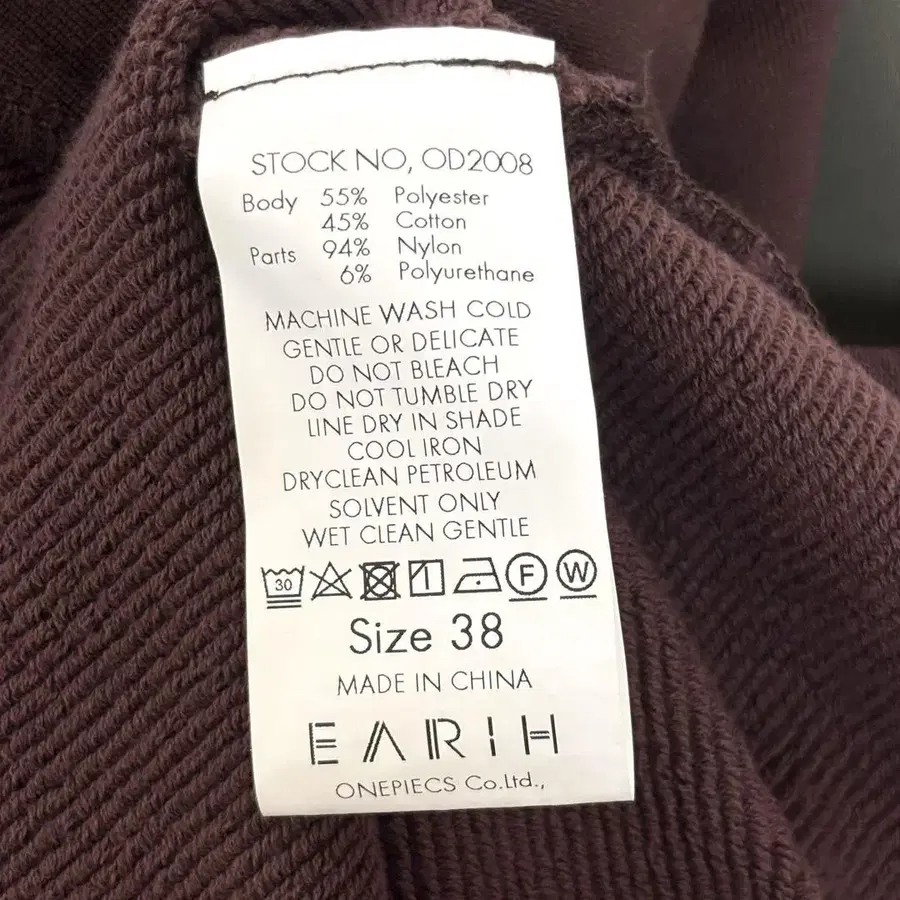 STOCK NO, OD2008
Body 55% Polyester
45% Cotton
Parts 94% Nylon
6% Polyurethane
MACHINE WASH COLD
GENTLE OR DELICATE
DO NOT BLEACH
DO NOT TUMBLE DRY
LINE DRY IN SHADE
COOL IRON
DRYCLEAN PETROLEUM
SOLVENT ONLY
WET CLEAN GENTLE
30 F W
Size 38
MADE IN CHINA
EARIH
ONEPIECS Co.Ltd.,